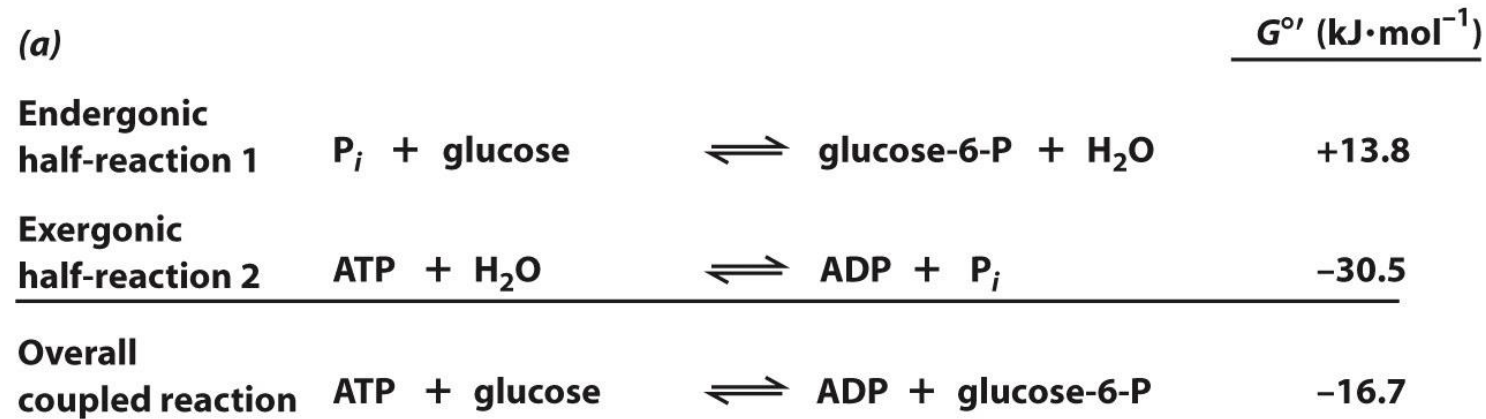 (a) G°′ (kJ·mol⁻¹)
Endergonic
half-reaction 1 Pᵢ + glucose ⇌ glucose-6-P + H₂O +13.8
Exergonic
half-reaction 2 ATP + H₂O ⇌ ADP + Pᵢ –30.5
Overall
coupled reaction ATP + glucose ⇌ ADP + glucose-6-P –16.7